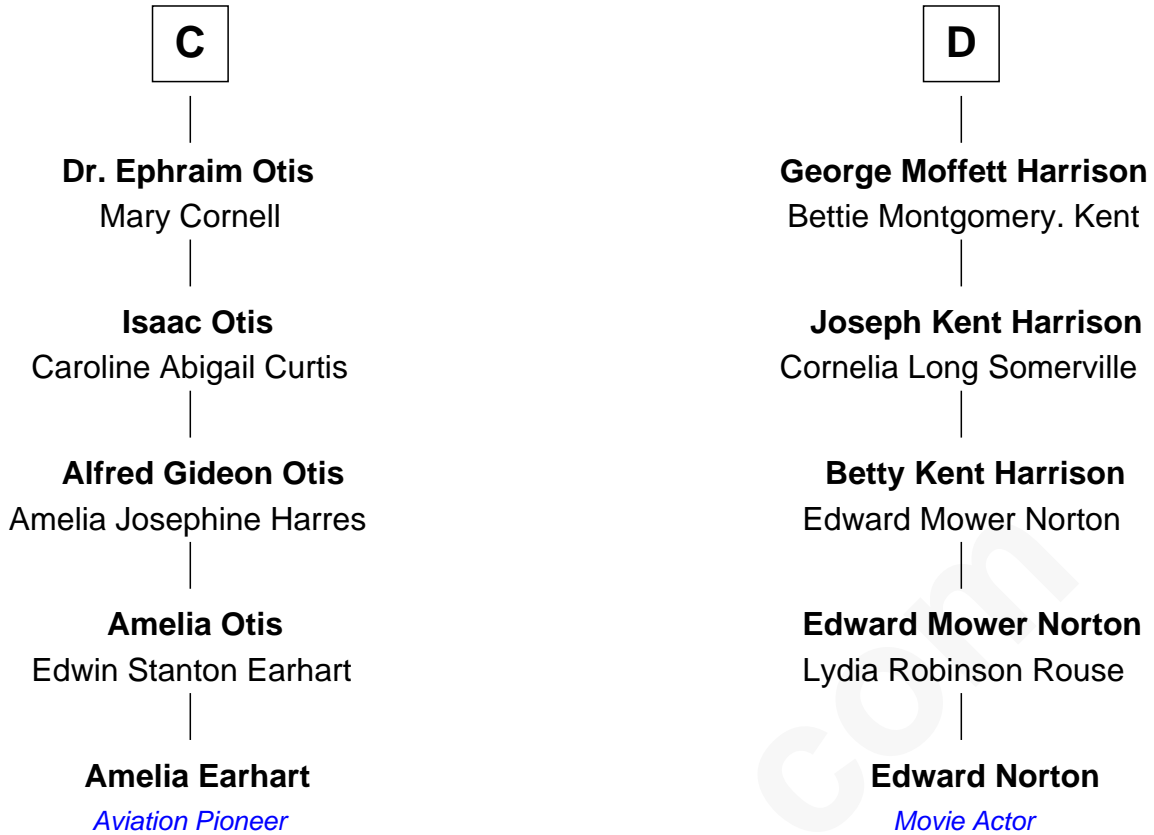 C
Dr. Ephraim Otis
Mary Cornell
Isaac Otis
Caroline Abigail Curtis
Alfred Gideon Otis
Amelia Josephine Harres
Amelia Otis
Edwin Stanton Earhart
Amelia Earhart
Aviation Pioneer
D
George Moffett Harrison
Bettie Montgomery. Kent
Joseph Kent Harrison
Cornelia Long Somerville
Betty Kent Harrison
Edward Mower Norton
Edward Mower Norton
Lydia Robinson Rouse
Edward Norton
Movie Actor
com